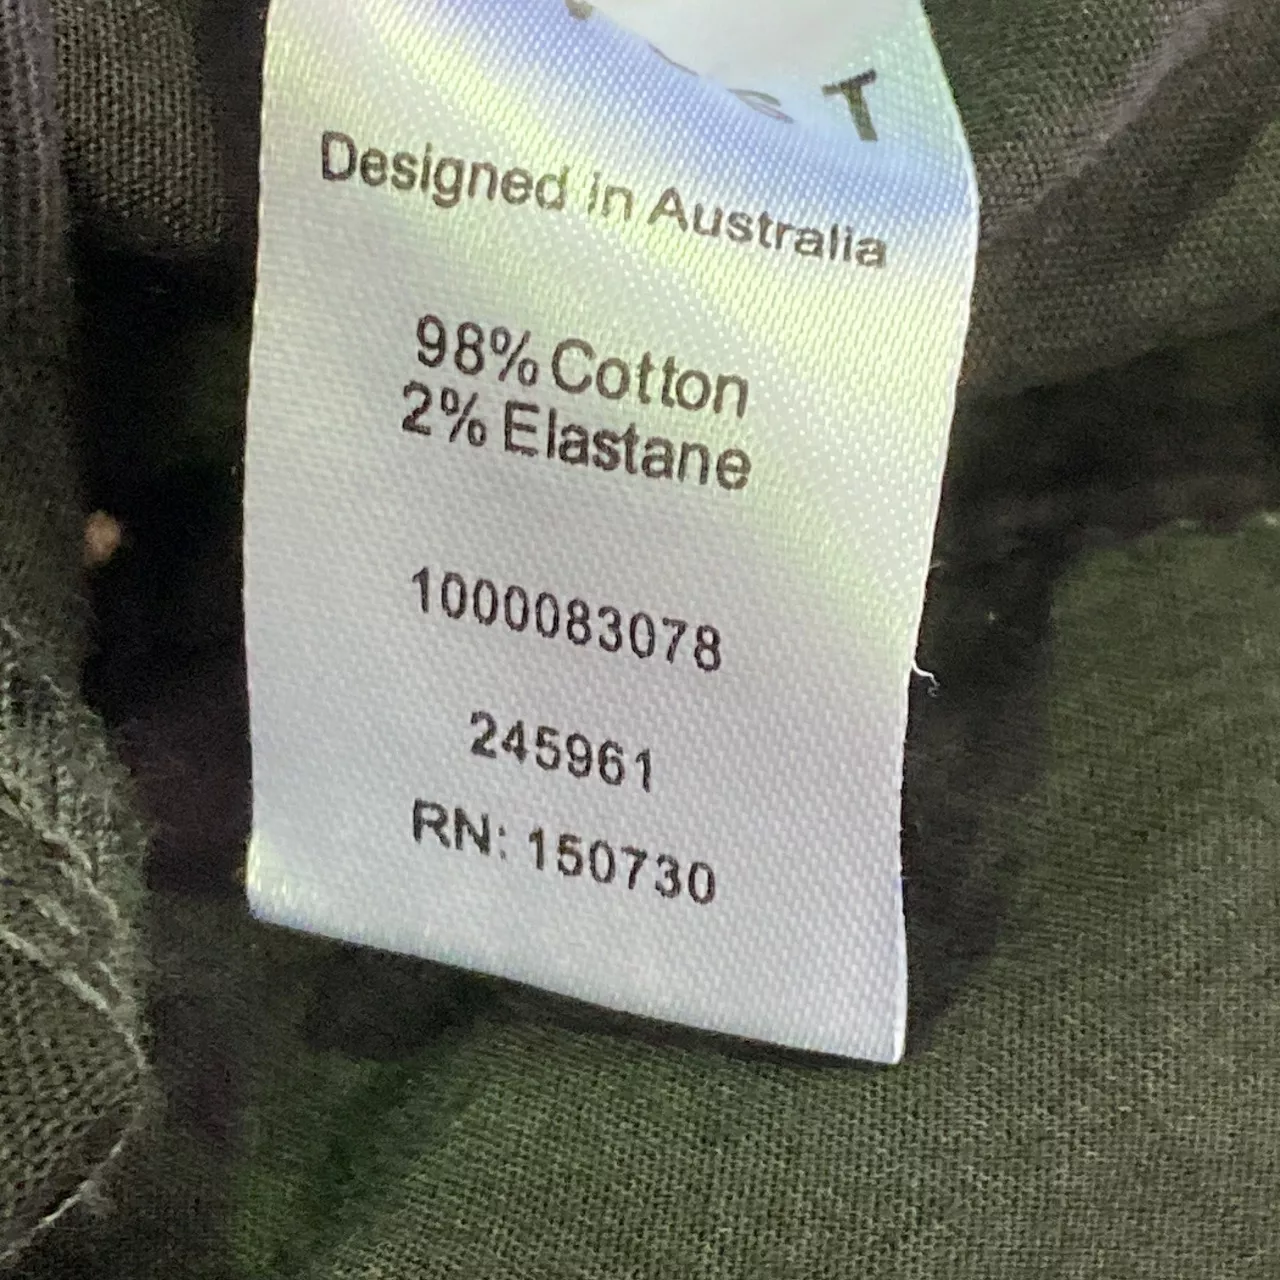 Designed in Australia
98% Cotton
2% Elastane
1000083078
245961
RN: 150730